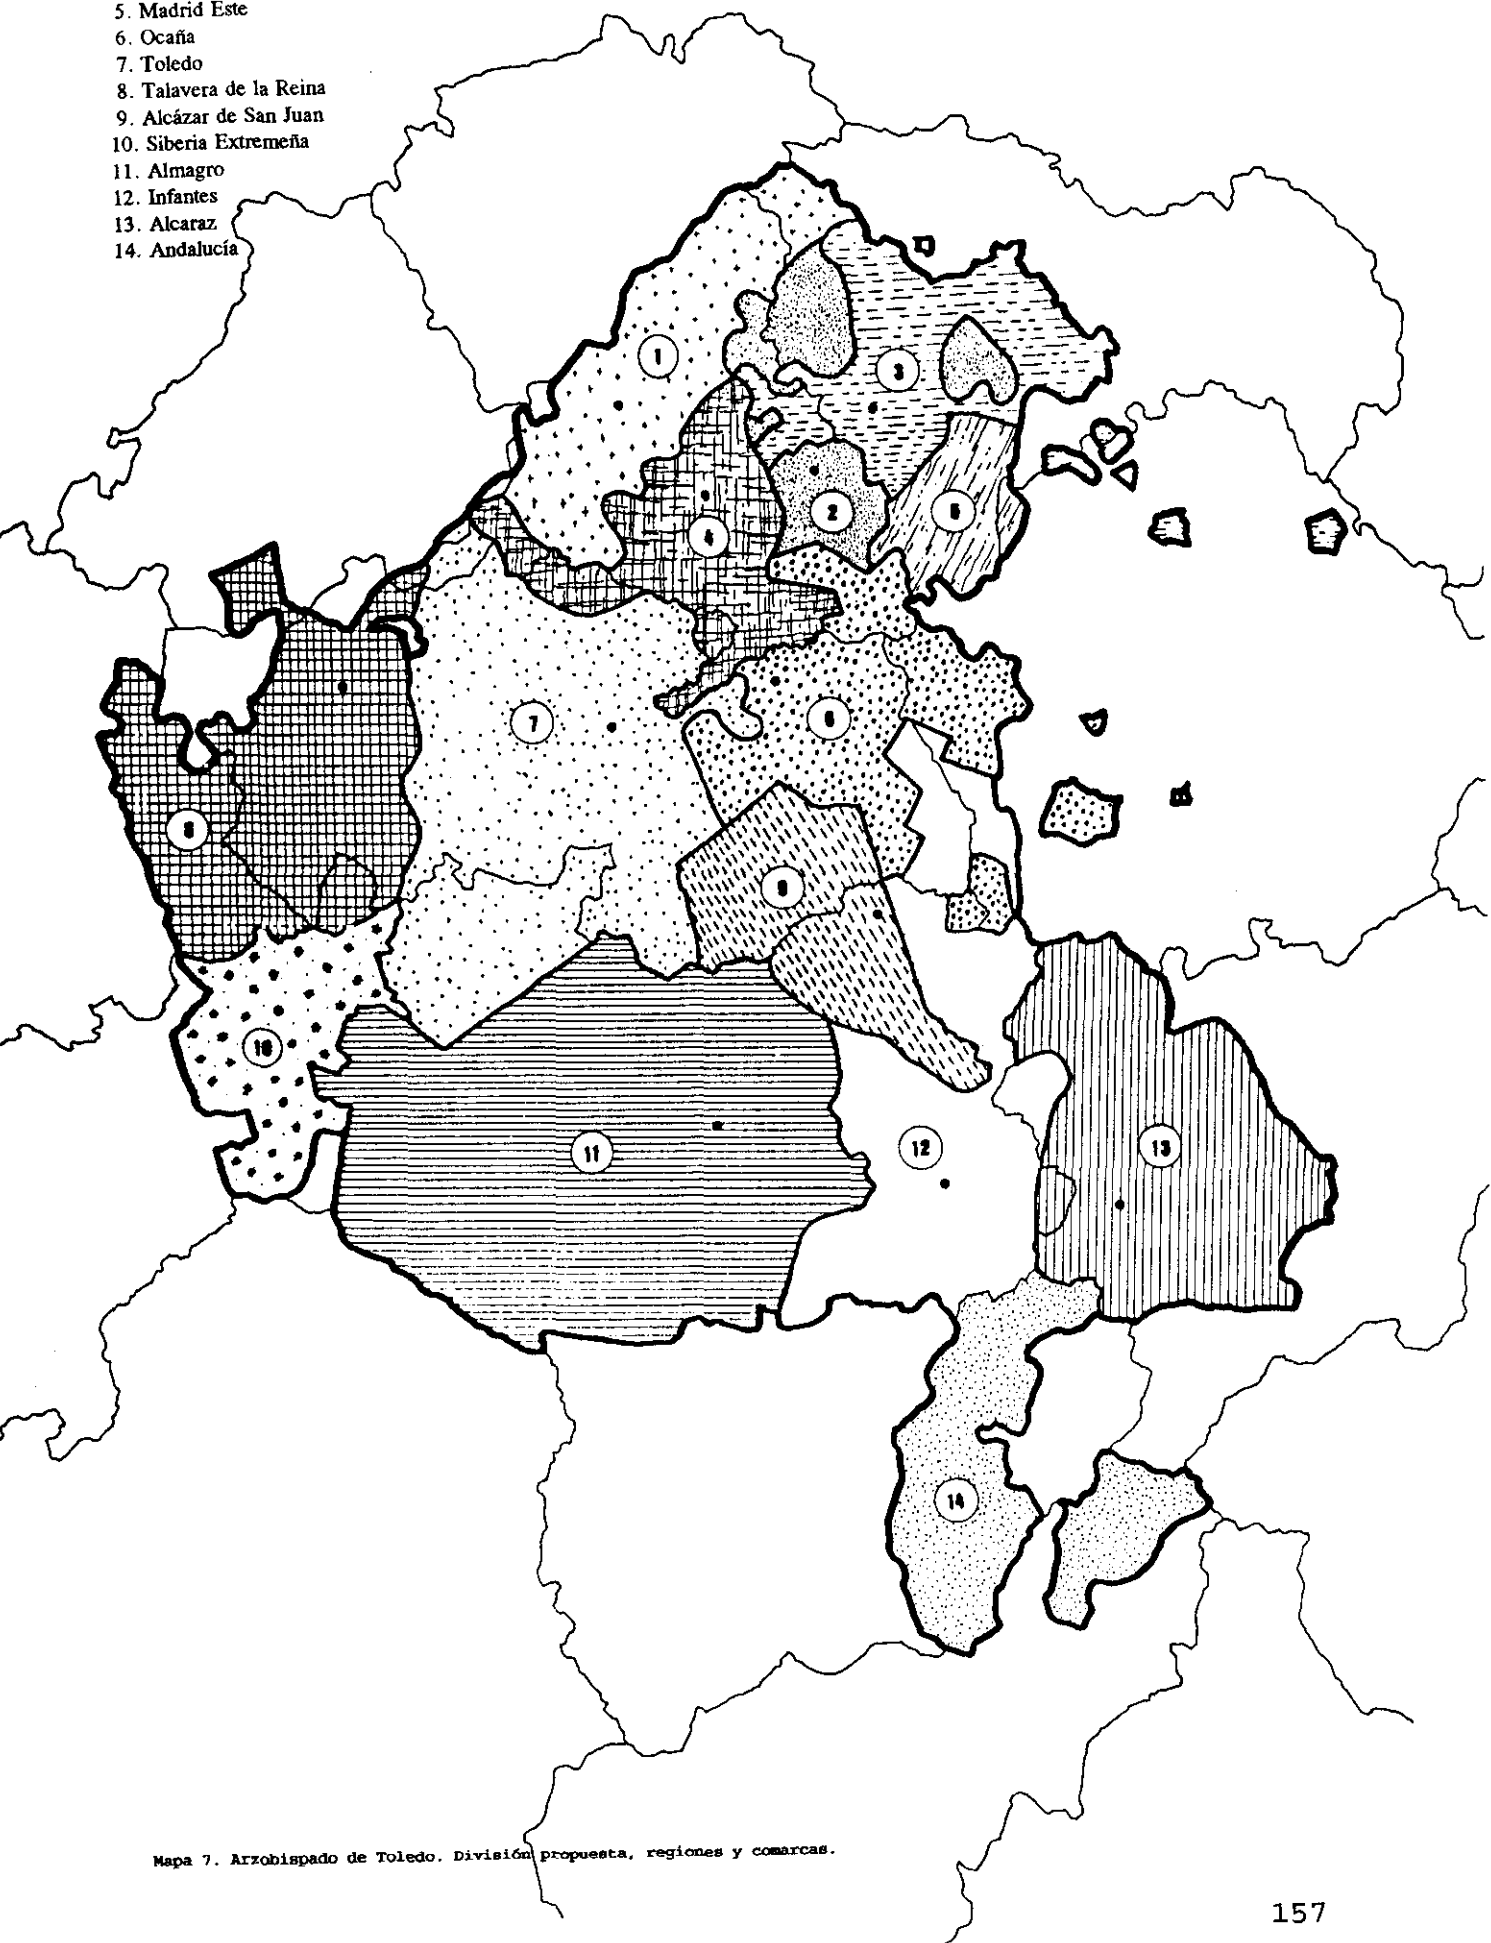 5. Madrid Este
6. Ocaña
7. Toledo
8. Talavera de la Reina
9. Alcázar de San Juan
10. Siberia Extremeña
11. Almagro
12. Infantes
13. Alcaraz
14. Andalucía
1
3
2
5
4
7
6
8
9
10
11
12
13
14
Mapa 7. Arzobispado de Toledo. División propuesta, regiones y comarcas.
157